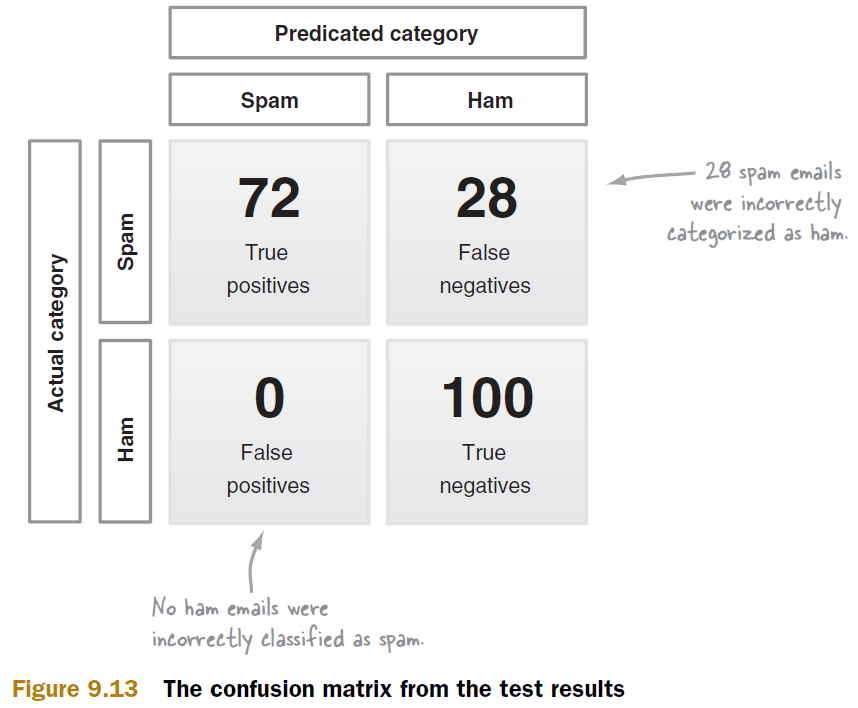 Predicated category
Spam
Ham
Actual category
Spam
72
True
positives
28
False
negatives
28 spam emails
were incorrectly
categorized as ham.
Ham
0
False
positives
100
True
negatives
No ham emails were
incorrectly classified as spam.
Figure 9.13 The confusion matrix from the test results